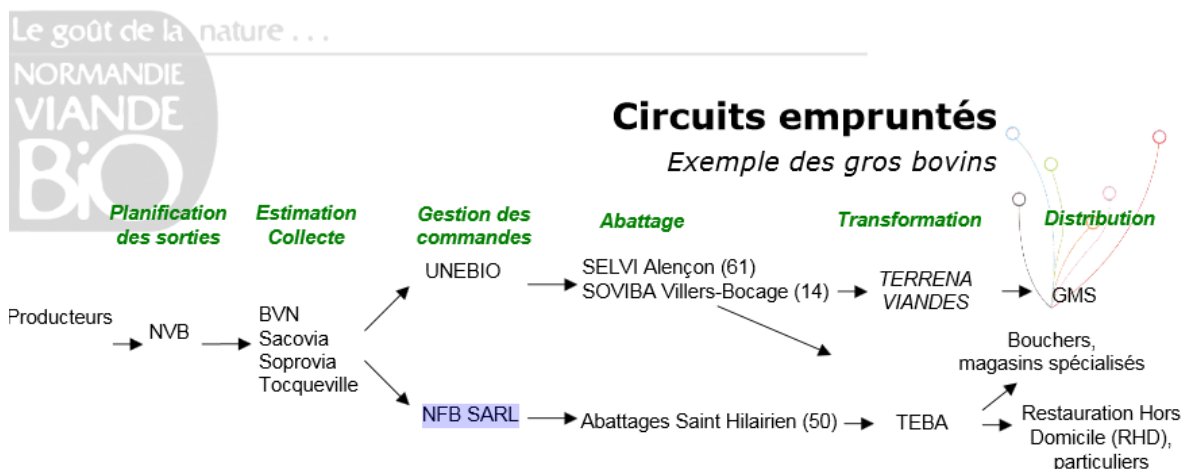 Le goût de la nature . . .
NORMANDIE
VIANDE
BiO
Circuits empruntés
Exemple des gros bovins
Planification
des sorties
Estimation
Collecte
Gestion des
commandes
Abattage
Transformation
Distribution
Producteurs
NVB
BVN
Sacovia
Soprovia
Tocqueville
UNEBIO
SELVI Alençon (61)
SOVIBA Villers-Bocage (14)
TERRENA
VIANDES
GMS
Bouchers,
magasins spécialisés
NFB SARL
Abattages Saint Hilairien (50)
TEBA
Restauration Hors
Domicile (RHD),
particuliers